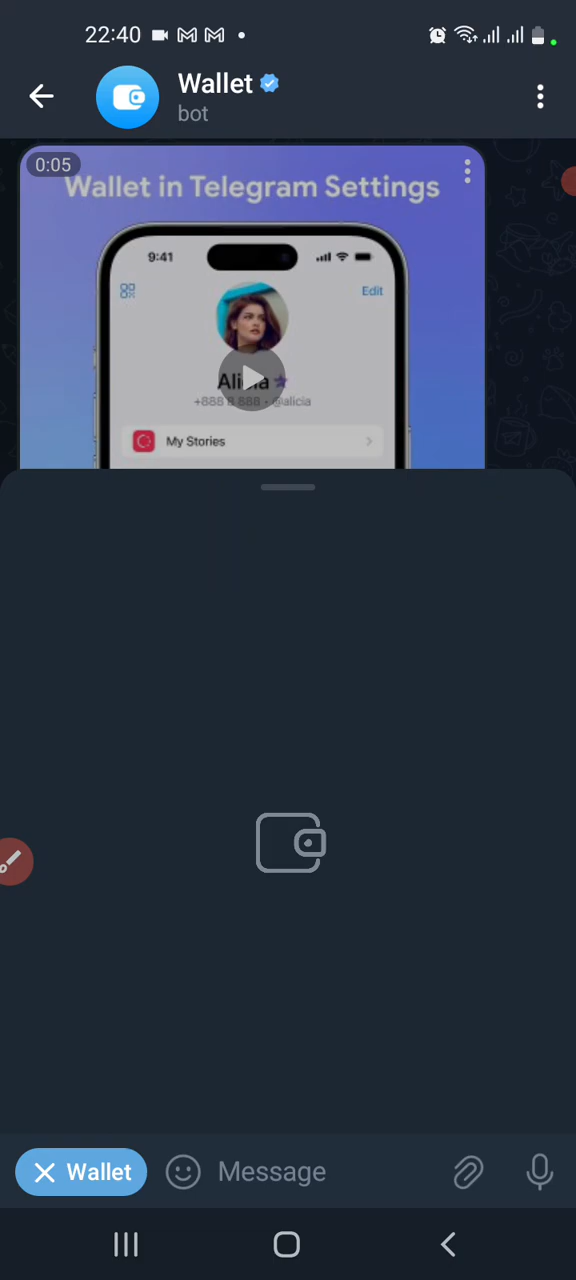 22:40
Wallet
bot
0:05
Wallet in Telegram Settings
9:41
Edit
Alicia
+888 8 888 • @alicia
My Stories
Wallet
Message